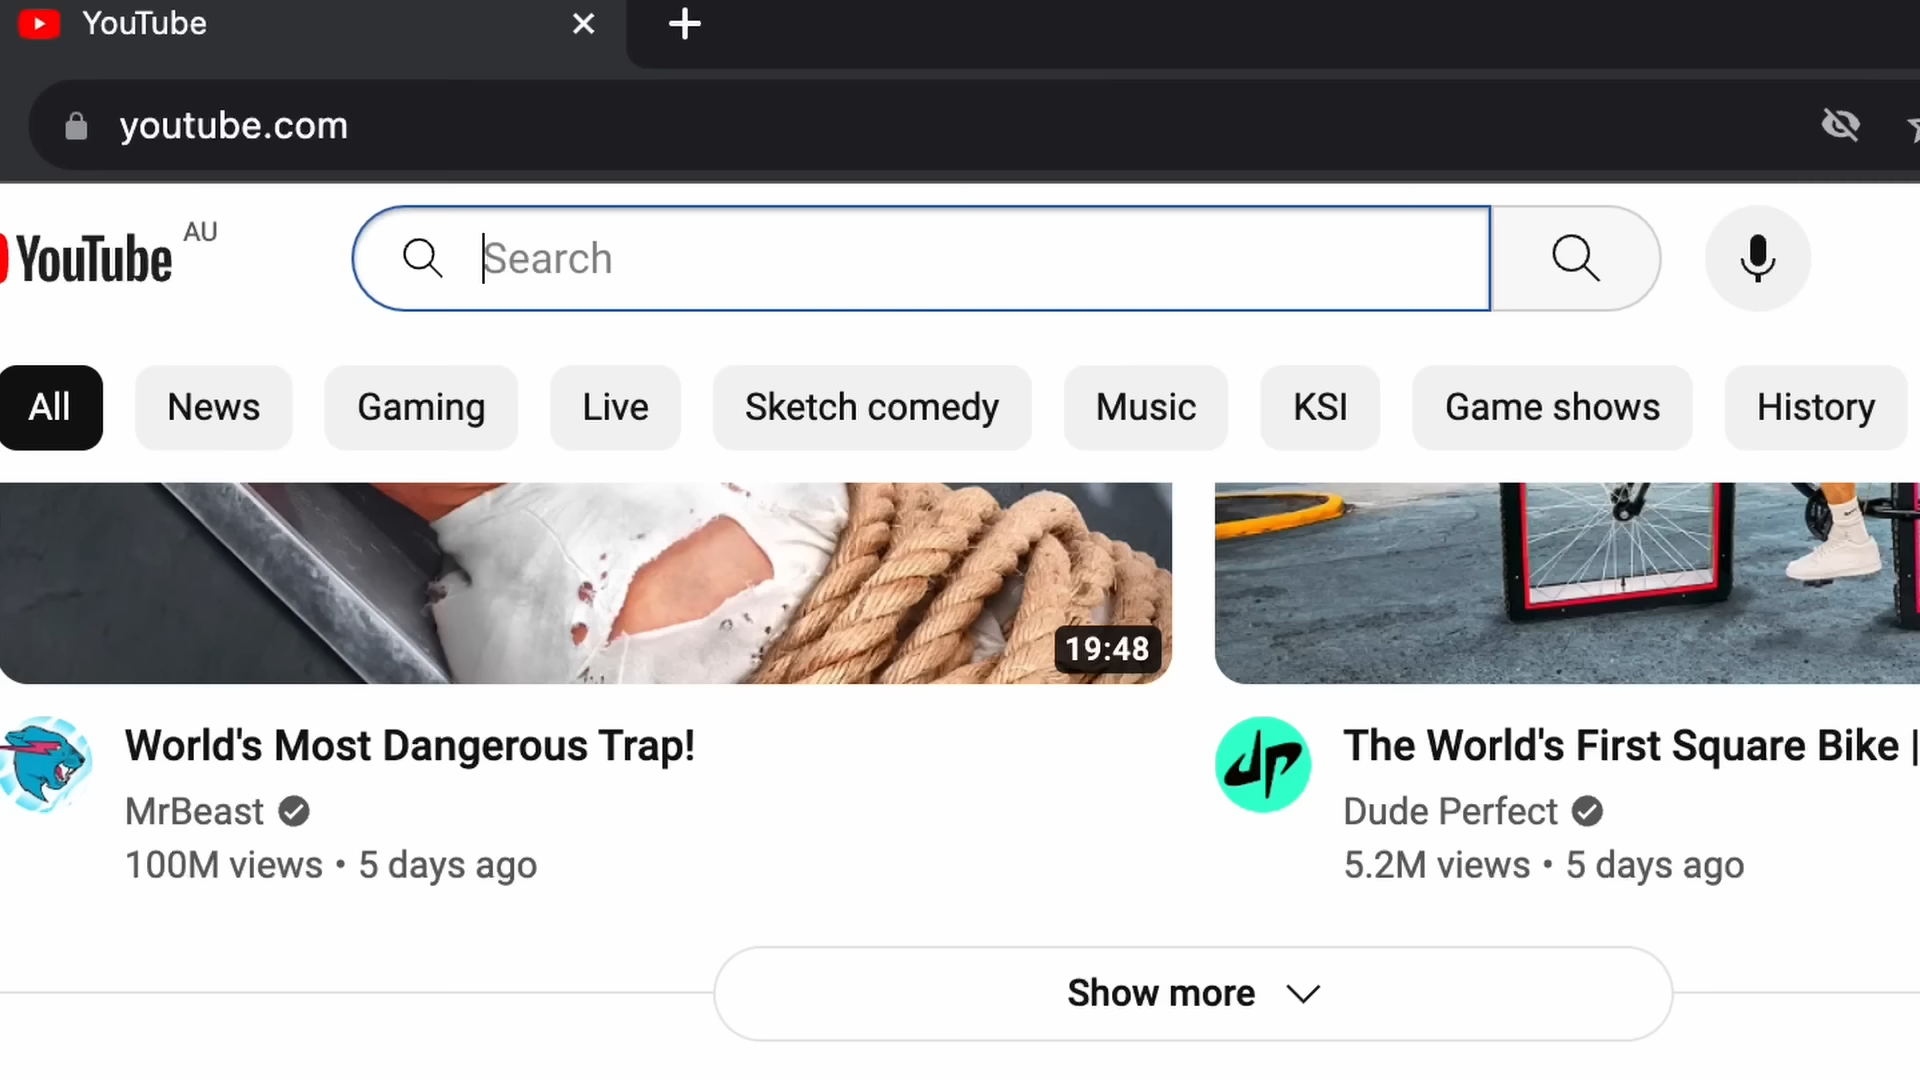 YouTube
youtube.com
YouTube AU
Search
All
News
Gaming
Live
Sketch comedy
Music
KSI
Game shows
History
19:48
World's Most Dangerous Trap!
MrBeast
100M views • 5 days ago
dp
The World's First Square Bike |
Dude Perfect
5.2M views • 5 days ago
Show more